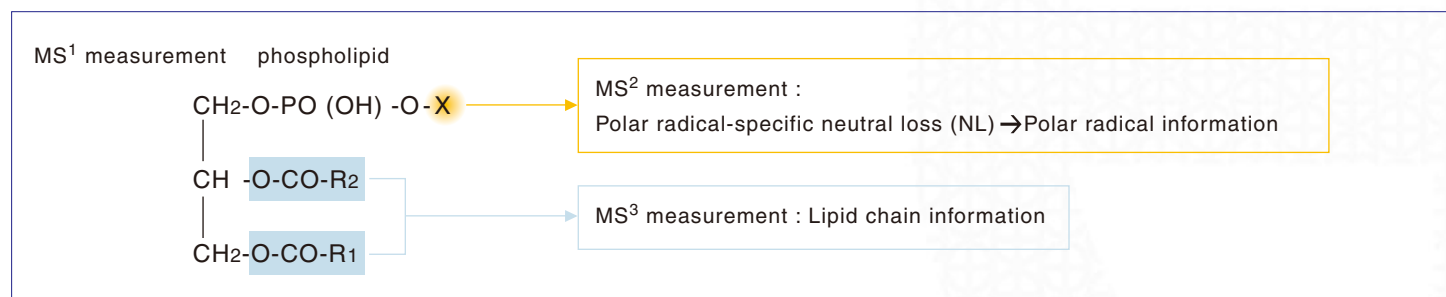 MS¹ measurement phospholipid
CH2-O-PO (OH) -O-X
MS² measurement :
Polar radical-specific neutral loss (NL) →Polar radical information
CH -O-CO-R2
MS³ measurement : Lipid chain information
CH2-O-CO-R1